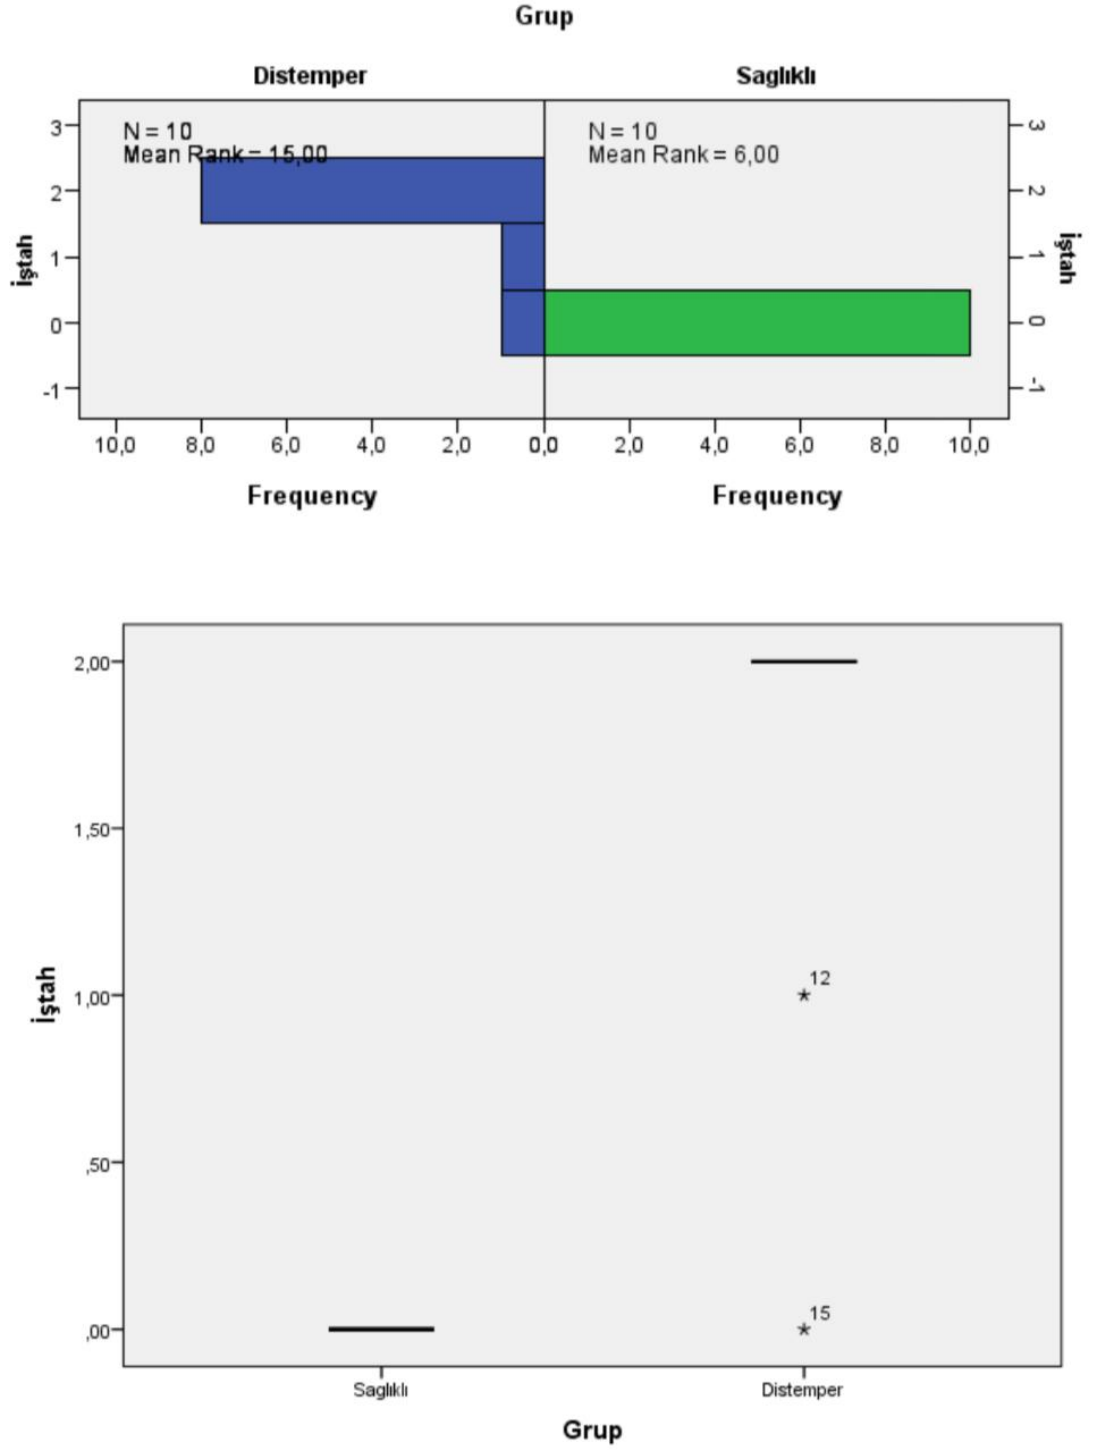 Grup
Distemper Saglıklı
N = 10 N = 10
Mean Rank = 15,00 Mean Rank = 6,00
3 3
2 2
1 1
0 0
-1 -1
İştah İştah
10,0 8,0 6,0 4,0 2,0 0,0 0,0 2,0 4,0 6,0 8,0 10,0
Frequency Frequency
2,00
1,50
12
1,00
İştah
,50
15
,00
Saglıklı Distemper
Grup